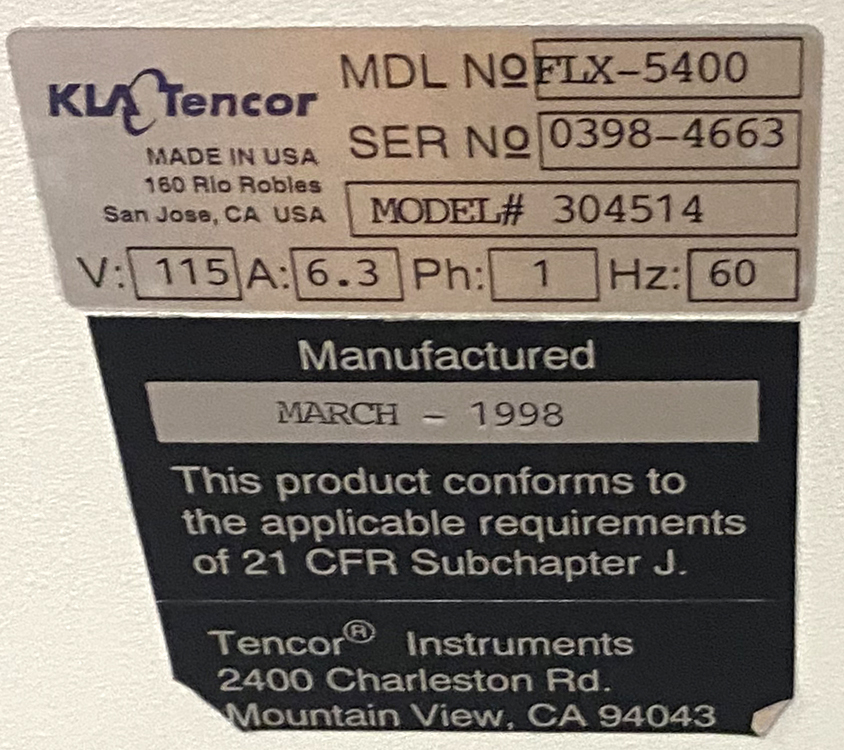 KLA Tencor
MADE IN USA
160 Rio Robles
San Jose, CA USA
MDL Nº FLX-5400
SER Nº 0398-4663
MODEL# 304514
V: 115 A: 6.3 Ph: 1 Hz: 60
Manufactured
MARCH - 1998
This product conforms to
the applicable requirements
of 21 CFR Subchapter J.
Tencor® Instruments
2400 Charleston Rd.
Mountain View, CA 94043